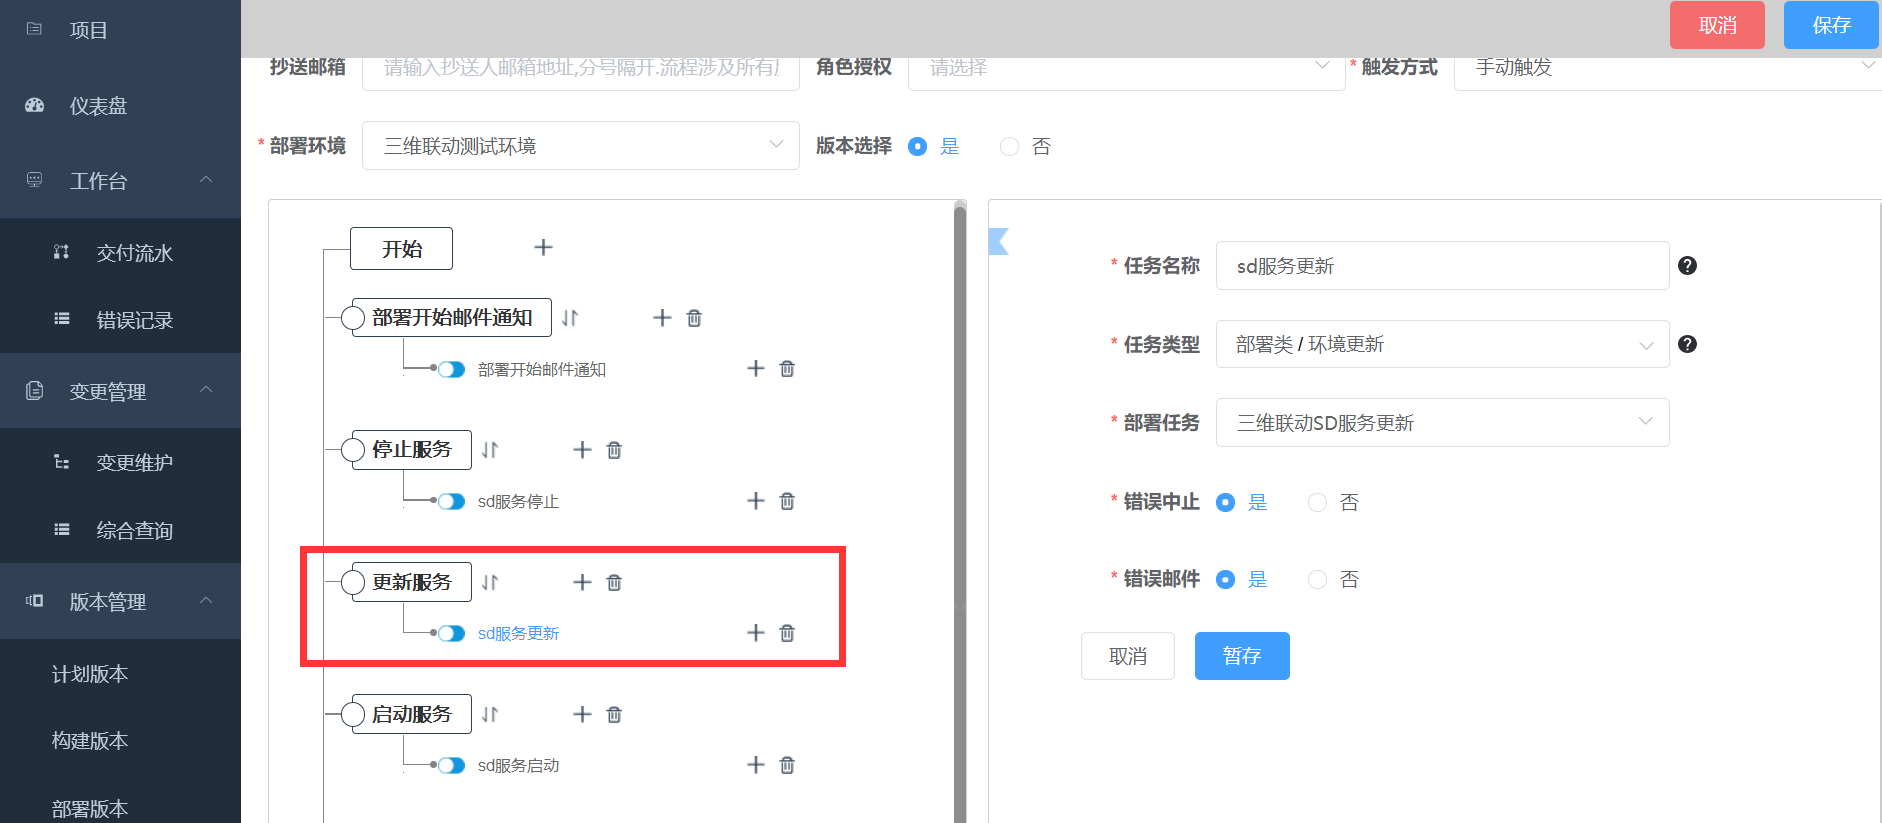 项目
仪表盘
工作台
交付流水
错误记录
变更管理
变更维护
综合查询
版本管理
计划版本
构建版本
部署版本
取消
保存
抄送邮箱
请输入抄送人邮箱地址,分号隔开.流程涉及所有
角色授权
请选择
* 触发方式
手动触发
* 部署环境
三维联动测试环境
版本选择
是
否
开始
部署开始邮件通知
部署开始邮件通知
停止服务
sd服务停止
更新服务
sd服务更新
启动服务
sd服务启动
* 任务名称
sd服务更新
* 任务类型
部署类 / 环境更新
* 部署任务
三维联动SD服务更新
* 错误中止
是
否
* 错误邮件
是
否
取消
暂存